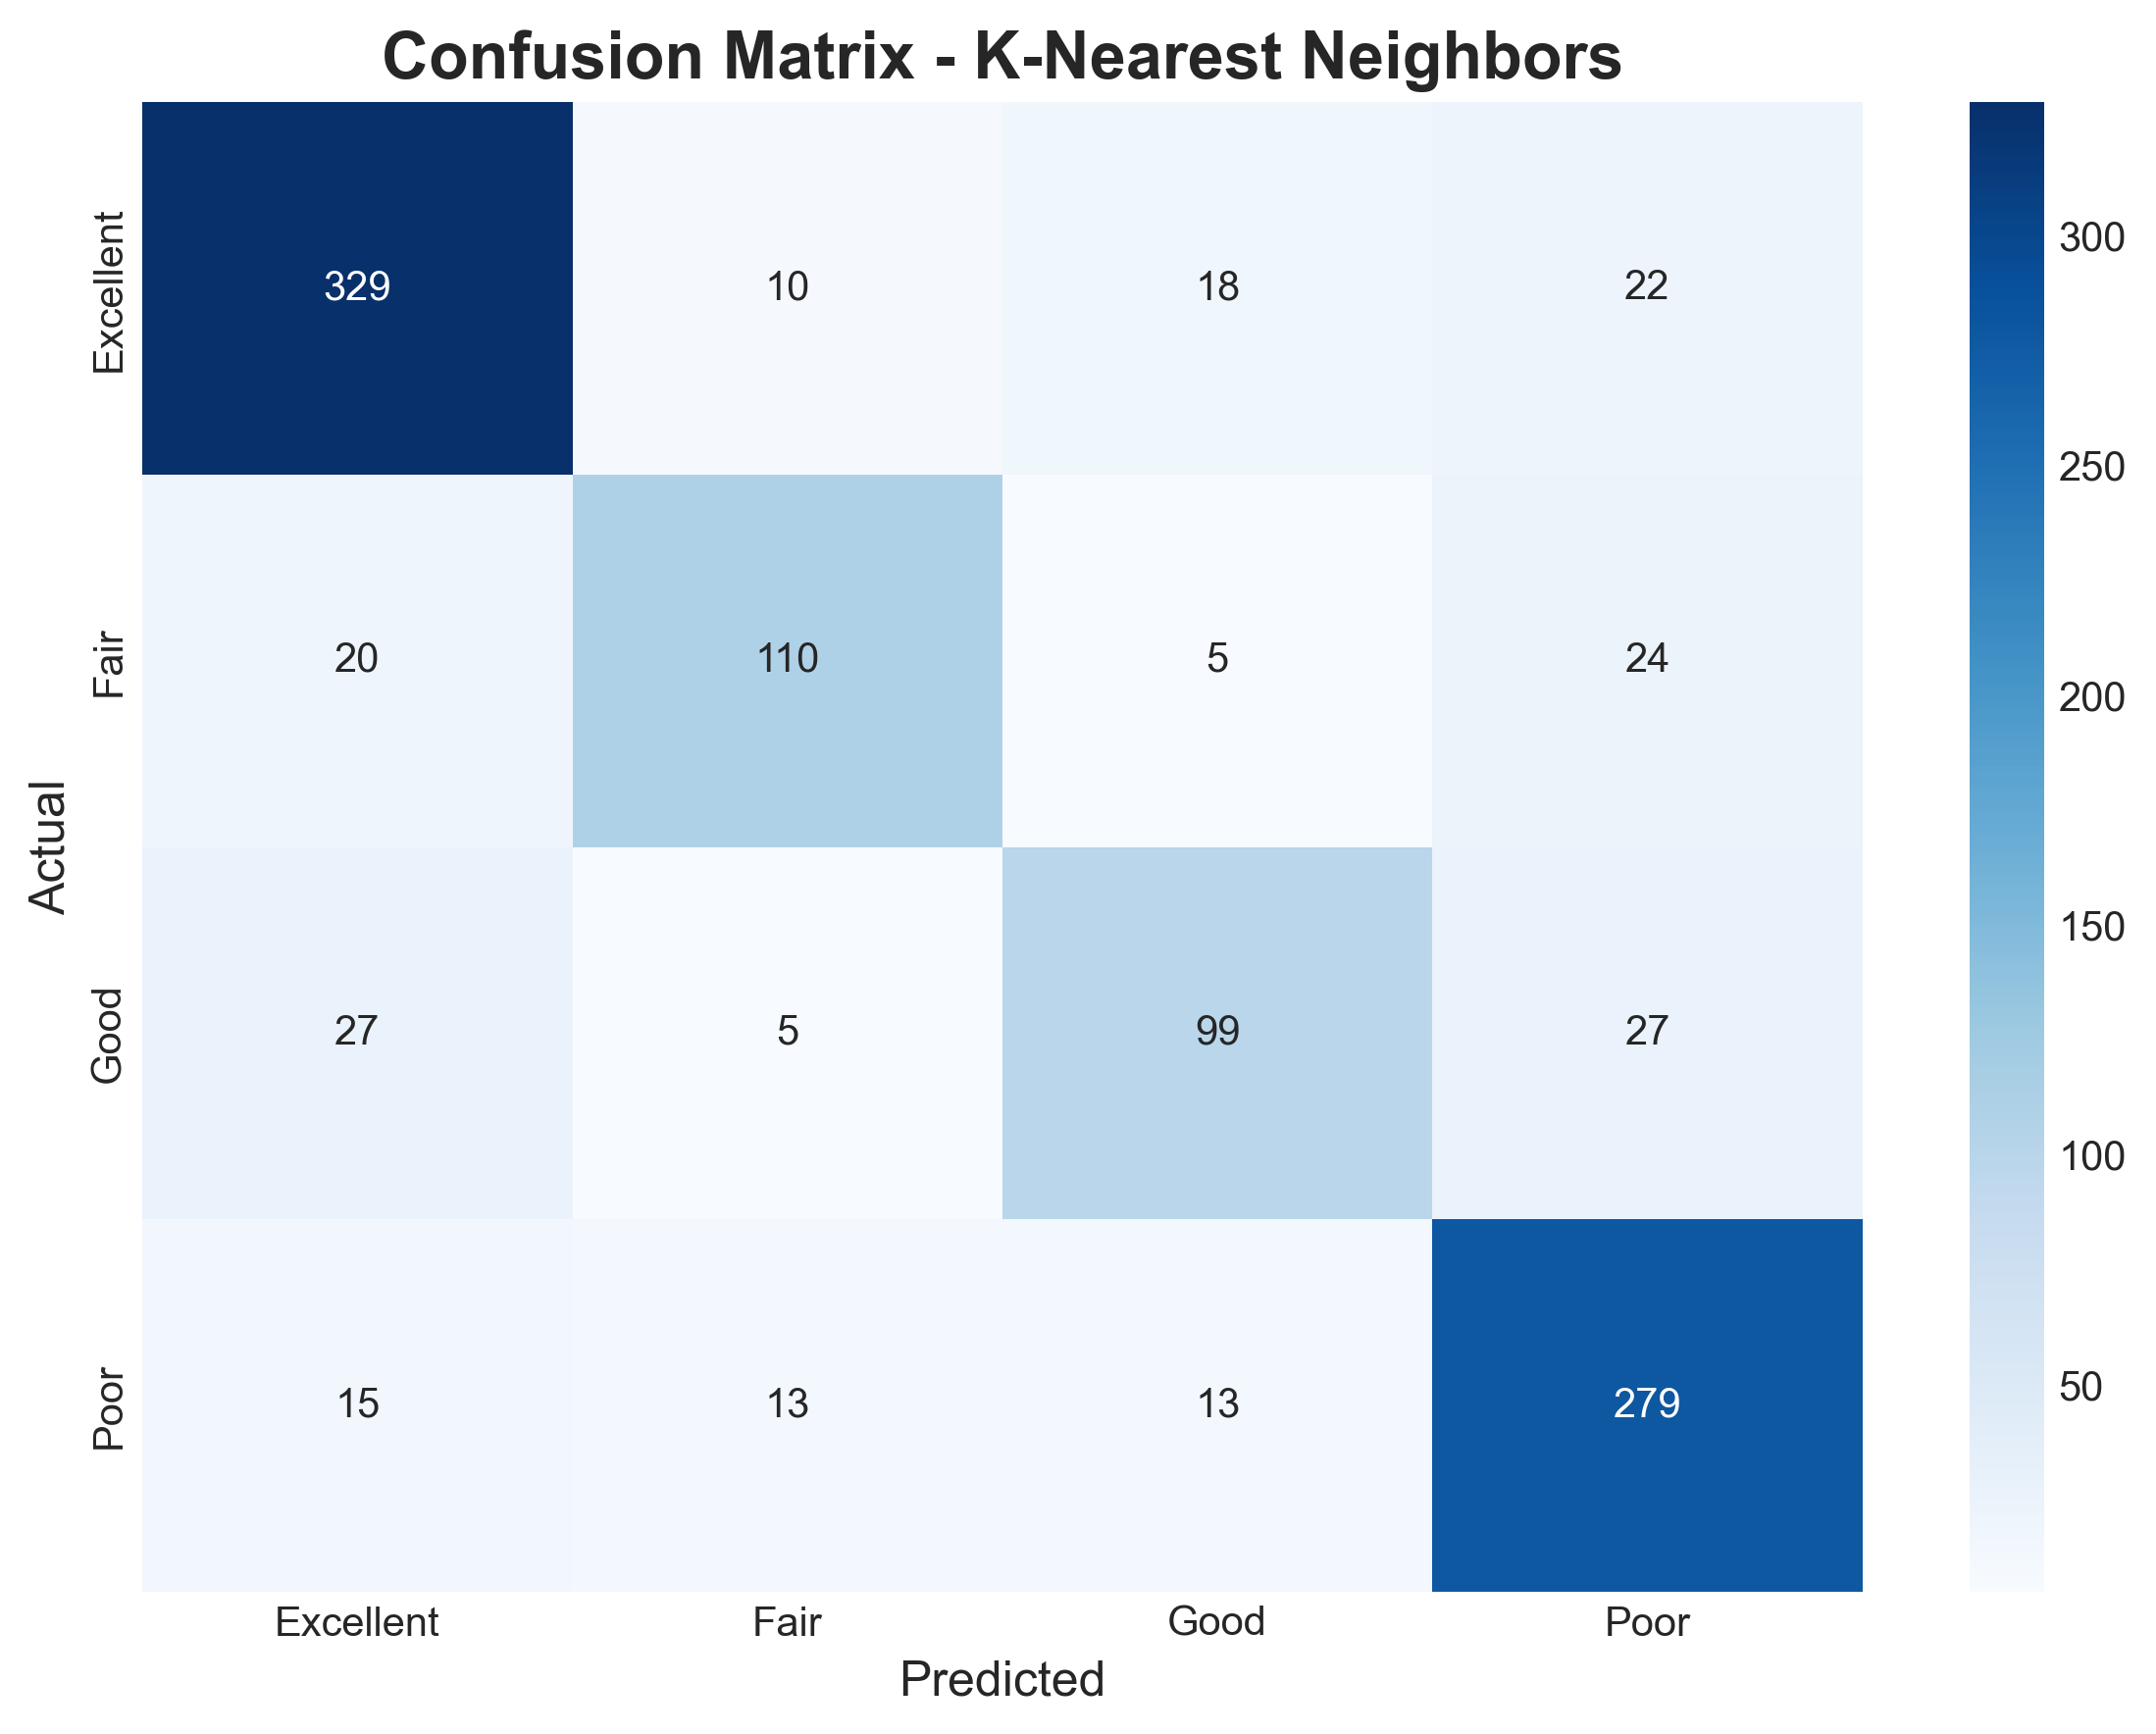 Confusion Matrix - K-Nearest Neighbors
Actual
Excellent 329 10 18 22
Fair 20 110 5 24
Good 27 5 99 27
Poor 15 13 13 279
Excellent Fair Good Poor
Predicted
300
250
200
150
100
50